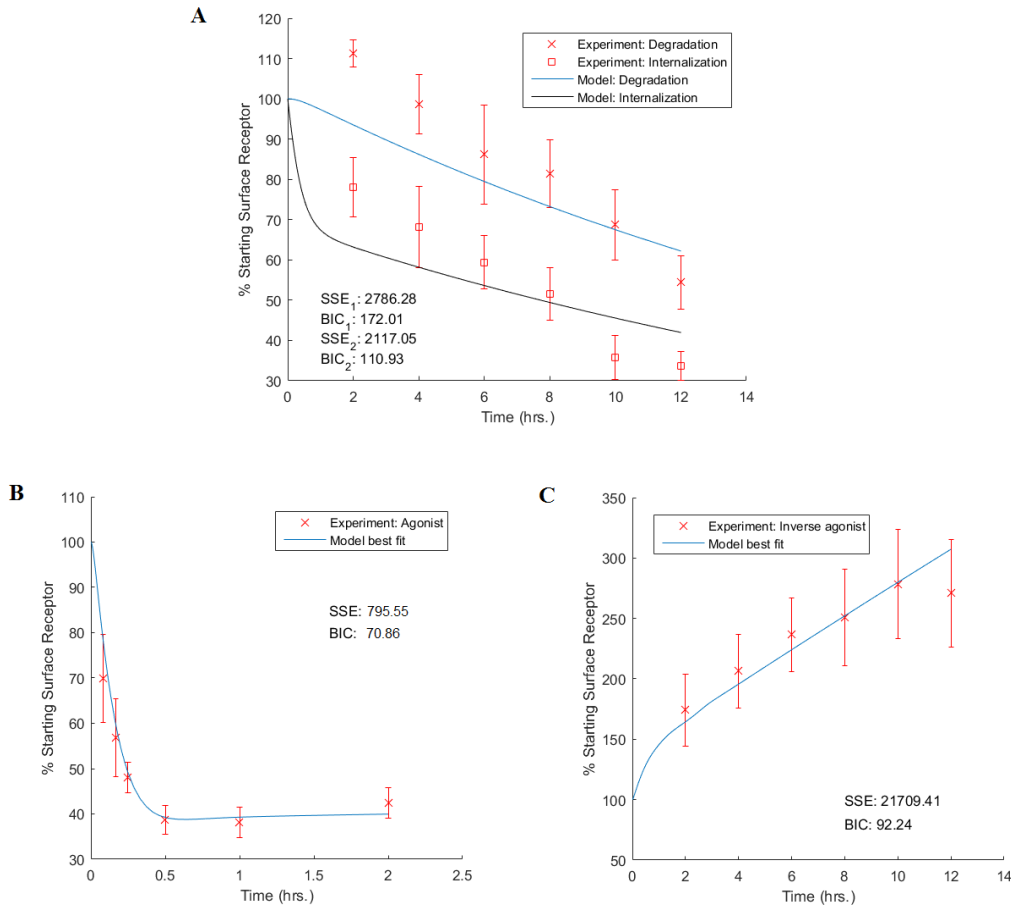 A
120
110
100
90
80
70
60
50
40
30
0 2 4 6 8 10 12 14
% Starting Surface Receptor
Time (hrs.)
Experiment: Degradation
Experiment: Internalization
Model: Degradation
Model: Internalization
SSE1: 2786.28
BIC1: 172.01
SSE2: 2117.05
BIC2: 110.93
B
110
100
90
80
70
60
50
40
30
0 0.5 1 1.5 2 2.5
% Starting Surface Receptor
Time (hrs.)
Experiment: Agonist
Model best fit
SSE: 795.55
BIC: 70.86
C
350
300
250
200
150
100
50
0 2 4 6 8 10 12 14
% Starting Surface Receptor
Time (hrs.)
Experiment: Inverse agonist
Model best fit
SSE: 21709.41
BIC: 92.24